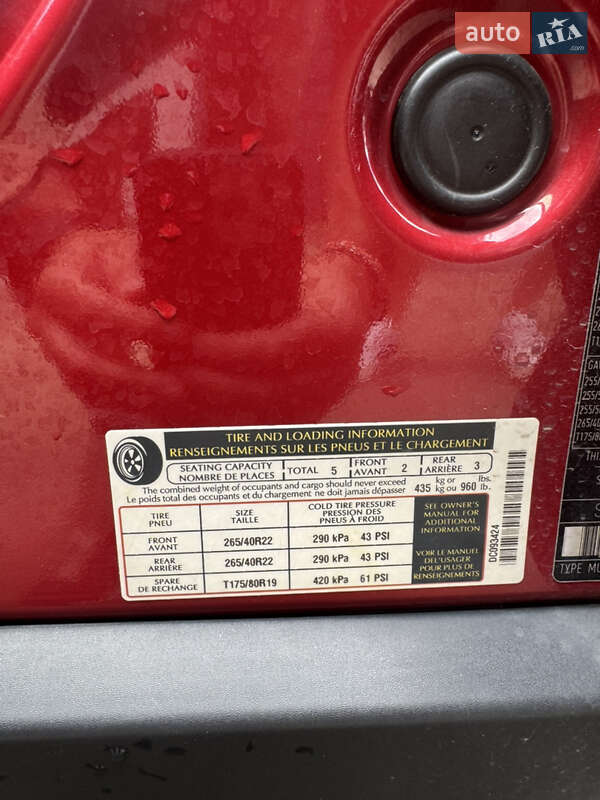 auto RIA .com
TIRE AND LOADING INFORMATION
RENSEIGNEMENTS SUR LES PNEUS ET LE CHARGEMENT
SEATING CAPACITY
NOMBRE DE PLACES
TOTAL 5
FRONT
AVANT
2
REAR
ARRIÈRE
3
The combined weight of occupants and cargo should never exceed
Le poids total des occupants et du chargement ne doit jamais dépasser
435 kg or
kg ou
960 lbs.
lb.
TIRE
PNEU
SIZE
TAILLE
COLD TIRE PRESSURE
PRESSION DES
PNEUS À FROID
FRONT
AVANT
265/40R22
290 kPa 43 PSI
REAR
ARRIÈRE
265/40R22
290 kPa 43 PSI
SPARE
DE RECHANGE
T175/80R19
420 kPa 61 PSI
SEE OWNER'S
MANUAL FOR
ADDITIONAL
INFORMATION
VOIR LE MANUEL
DE L'USAGER
POUR PLUS DE
RENSEIGNEMENTS
DC093424
TYPE MU